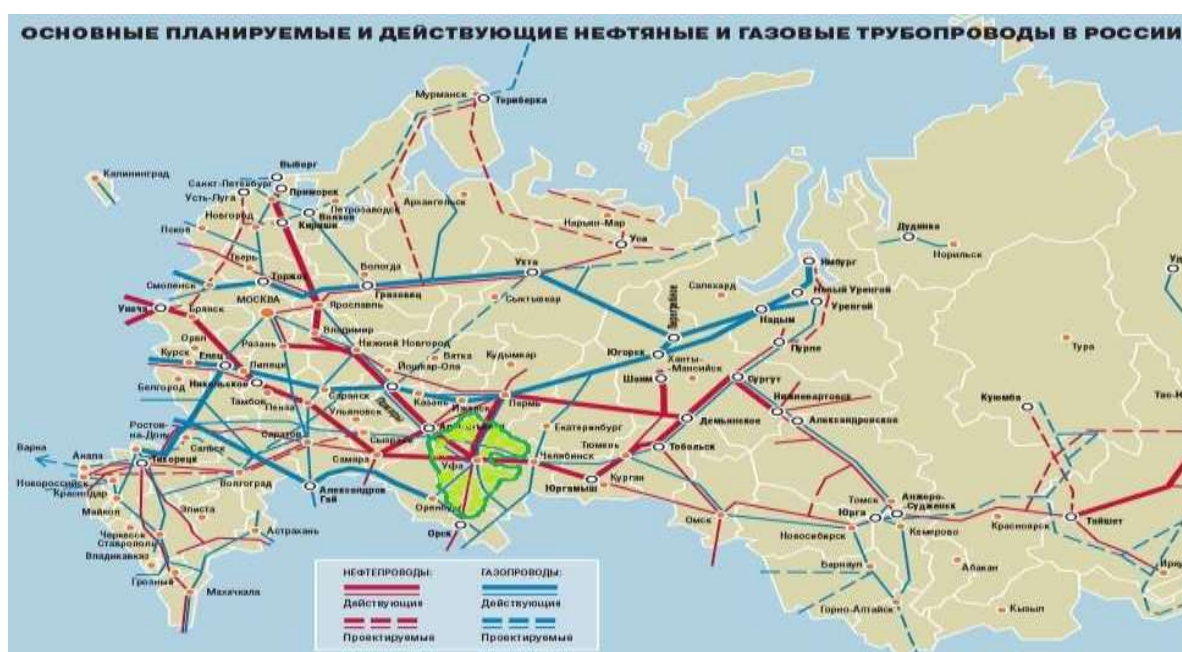 ОСНОВНЫЕ ПЛАНИРУЕМЫЕ И ДЕЙСТВУЮЩИЕ НЕФТЯНЫЕ И ГАЗОВЫЕ ТРУБОПРОВОДЫ В РОССИИ
Мурманск
Териберка
Выборг
Калининград
Санкт-Петербург
Приморск
Усть-Луга
Архангельск
Новгород
Волхов
Петрозаводск
Нарьян-Мар
Псков
Кириши
Уса
Дудинка
Норильск
Тверь
Вологда
Ухта
Ямбург
Смоленск
Торжок
Грязовец
Сыктывкар
Салехард
Новый Уренгой
МОСКВА
Ярославль
Уренгой
Унеча
Брянск
Надым
Владимир
Орел
Рязань
Нижний Новгород
Вятка
Кудымкар
Югорск
Пурпе
Тура
Курск
Елец
Йошкар-Ола
Ханты-
-Мансийск
Липецк
Шаим
Сургут
Белгород
Никольское
Саранск
Казань
Ижевск
Пермь
Нижневартовск
Куюмба
Тамбов
Пенза
Ульяновск
Демьянское
Александровское
Ростов-
на-Дону
Сызрань
Екатеринбург
Саратов
Тюмень
Тобольск
Варна
Анапа
Сальск
Самара
Уфа
Челябинск
Тихорецк
Новороссийск
Краснодар
Волгоград
Александров
Гай
Юргамыш
Курган
Томск
Анжеро-
Судженск
Майкоп
Элиста
Оренбург
Омск
Юрга
Красноярск
Тайшет
Черкесск
Ставрополь
Астрахань
Орск
Новосибирск
Кемерово
Владикавказ
Барнаул
Абакан
Грозный
Махачкала
Горно-Алтайск
Кызыл
НЕФТЕПРОВОДЫ:
ГАЗОПРОВОДЫ:
Действующие
Действующие
Проектируемые
Проектируемые